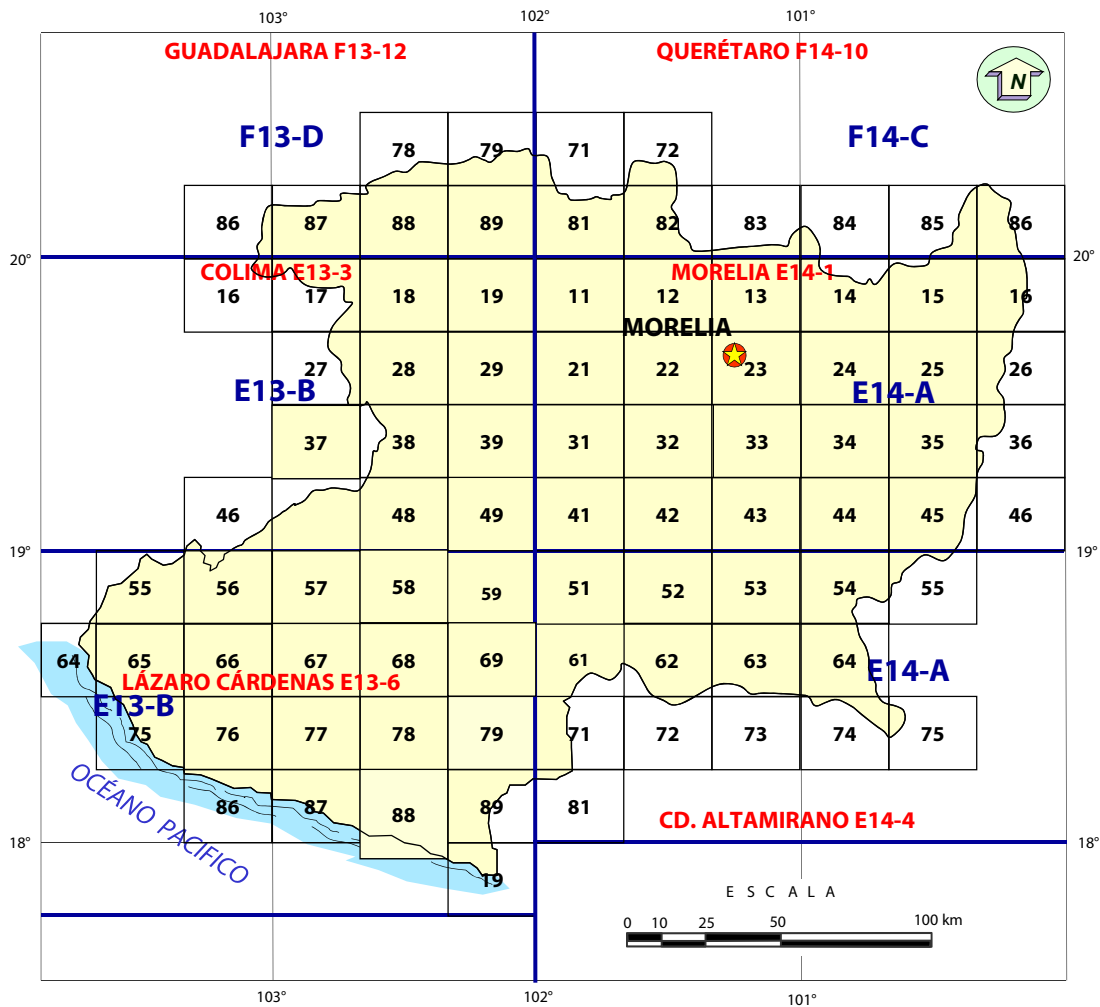 103° 102° 101°
GUADALAJARA F13-12 QUERÉTARO F14-10
N
F13-D F14-C
78 79 71 72
86 87 88 89 81 82 83 84 85 86
20° 20°
COLIMA E13-3 MORELIA E14-1
16 17 18 19 11 12 13 14 15 16
MORELIA
27 28 29 21 22 23 24 25 26
E13-B E14-A
37 38 39 31 32 33 34 35 36
46 48 49 41 42 43 44 45 46
19° 19°
55 56 57 58 59 51 52 53 54 55
64 65 66 67 68 69 61 62 63 64
E14-A
LÁZARO CÁRDENAS E13-6
E13-B
75 76 77 78 79 71 72 73 74 75
OCÉANO PACIFICO
86 87 88 89 81
CD. ALTAMIRANO E14-4
18° 18°
19
E S C A L A
0 10 25 50 100 km
103° 102° 101°